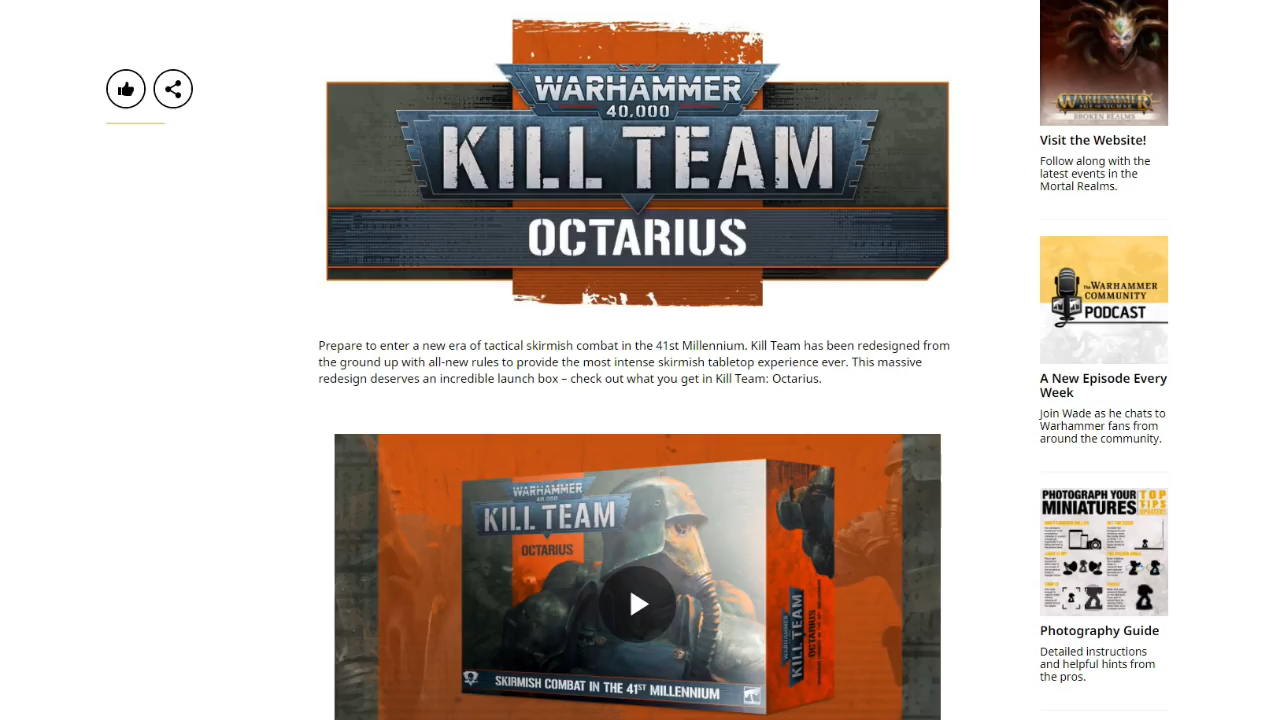 WARHAMMER
40,000
KILL TEAM
OCTARIUS
Prepare to enter a new era of tactical skirmish combat in the 41st Millennium. Kill Team has been redesigned from
the ground up with all-new rules to provide the most intense skirmish tabletop experience ever. This massive
redesign deserves an incredible launch box – check out what you get in Kill Team: Octarius.
WARHAMMER
40,000
KILL TEAM
OCTARIUS
SKIRMISH COMBAT IN THE 41ST MILLENNIUM
WARHAMMER
KILL TEAM
OCTARIUS
WARHAMMER
AGE OF SIGMAR
BROKEN REALMS
Visit the Website!
Follow along with the
latest events in the
Mortal Realms.
The WARHAMMER
COMMUNITY
PODCAST
A New Episode Every
Week
Join Wade as he chats to
Warhammer fans from
around the community.
PHOTOGRAPH YOUR
MINIATURES
TOP
TIPS
Photography Guide
Detailed instructions
and helpful hints from
the pros.